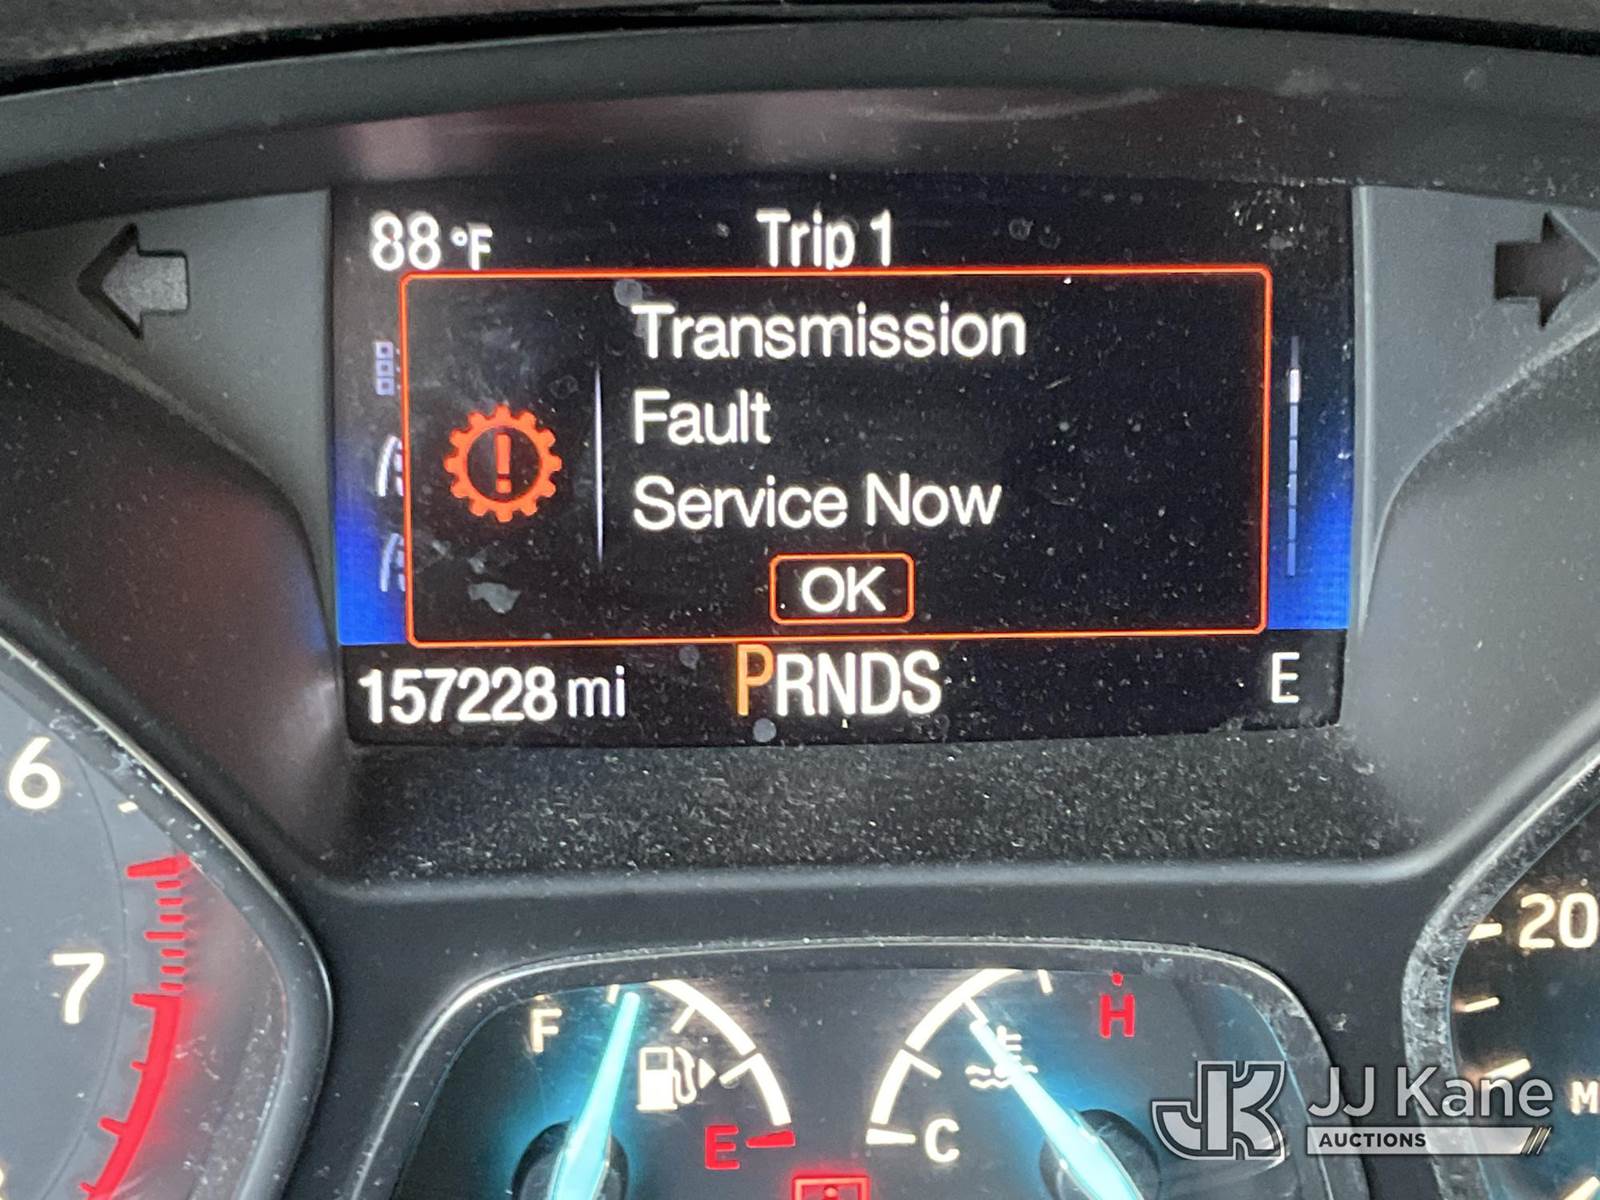 88 °F Trip 1
Transmission
Fault
Service Now
OK
157228 mi PRNDS E
6
7
20
F
H
E
C
JJ Kane
AUCTIONS